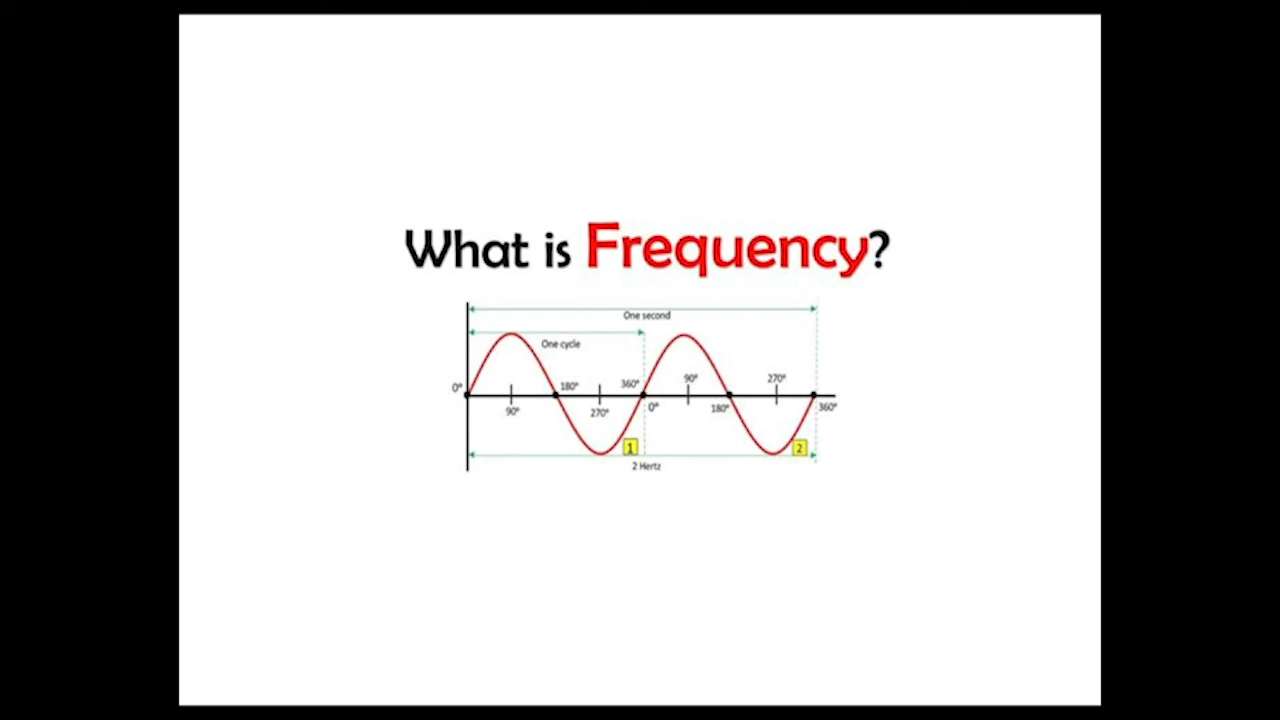 What is Frequency?
One second
One cycle
0° 180° 360° 90° 270°
90° 270° 0° 180° 360°
1 2
2 Hertz